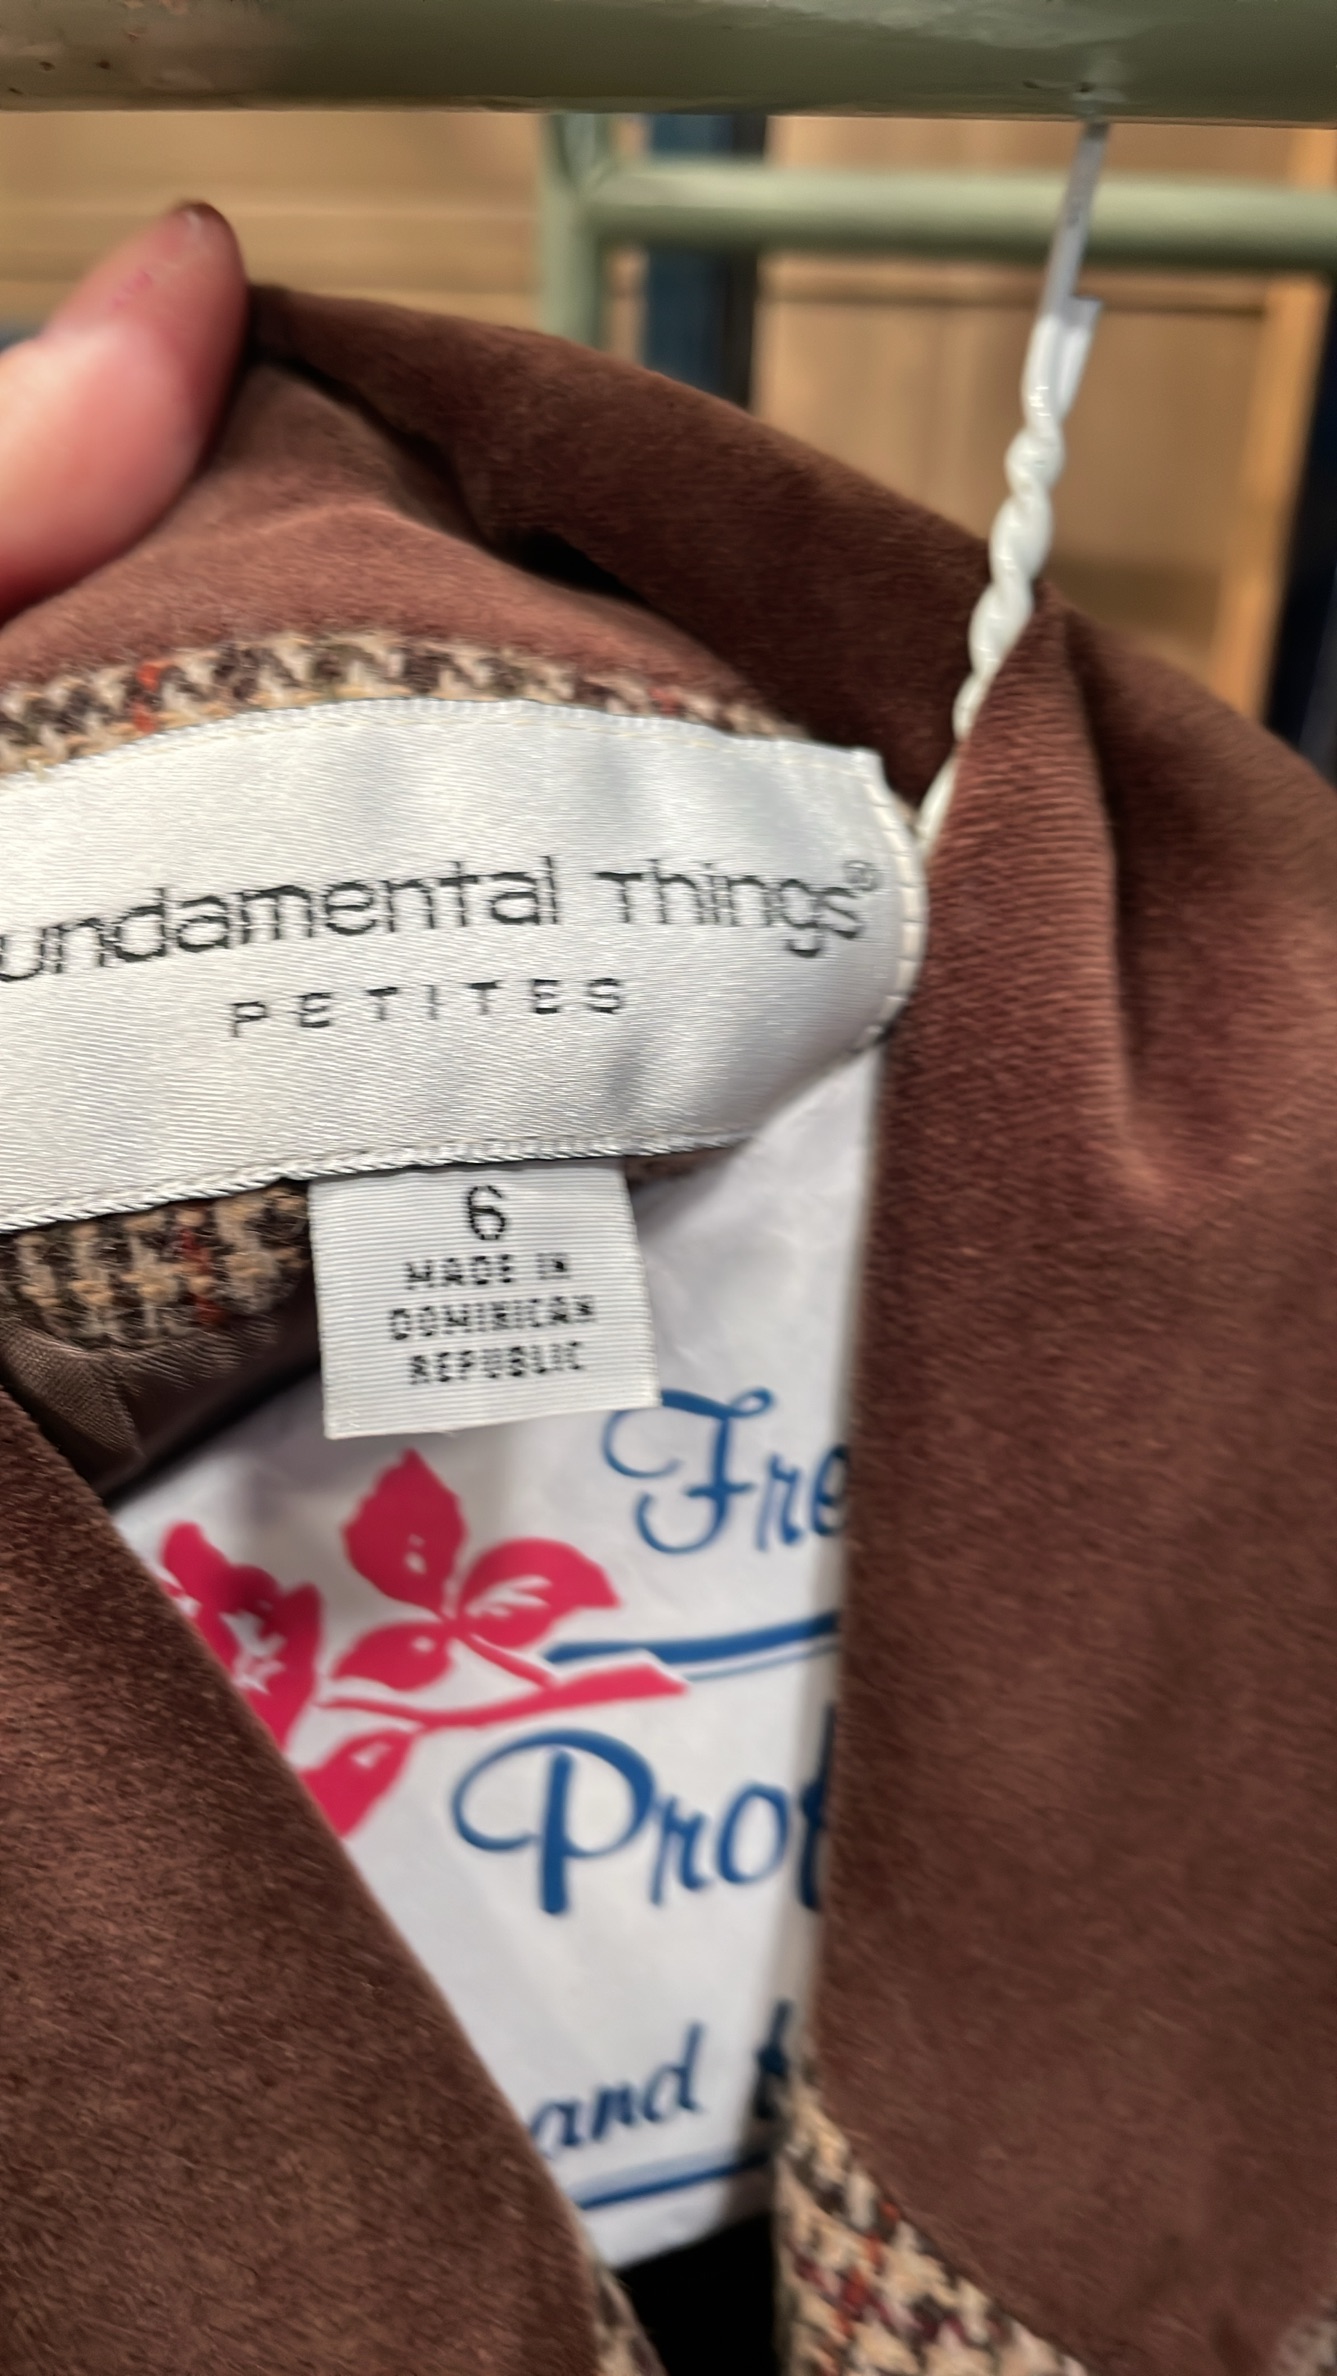 undamental Things®
PETITES
6
MADE IN
DOMINICAN
REPUBLIC
Fre
Prot
and